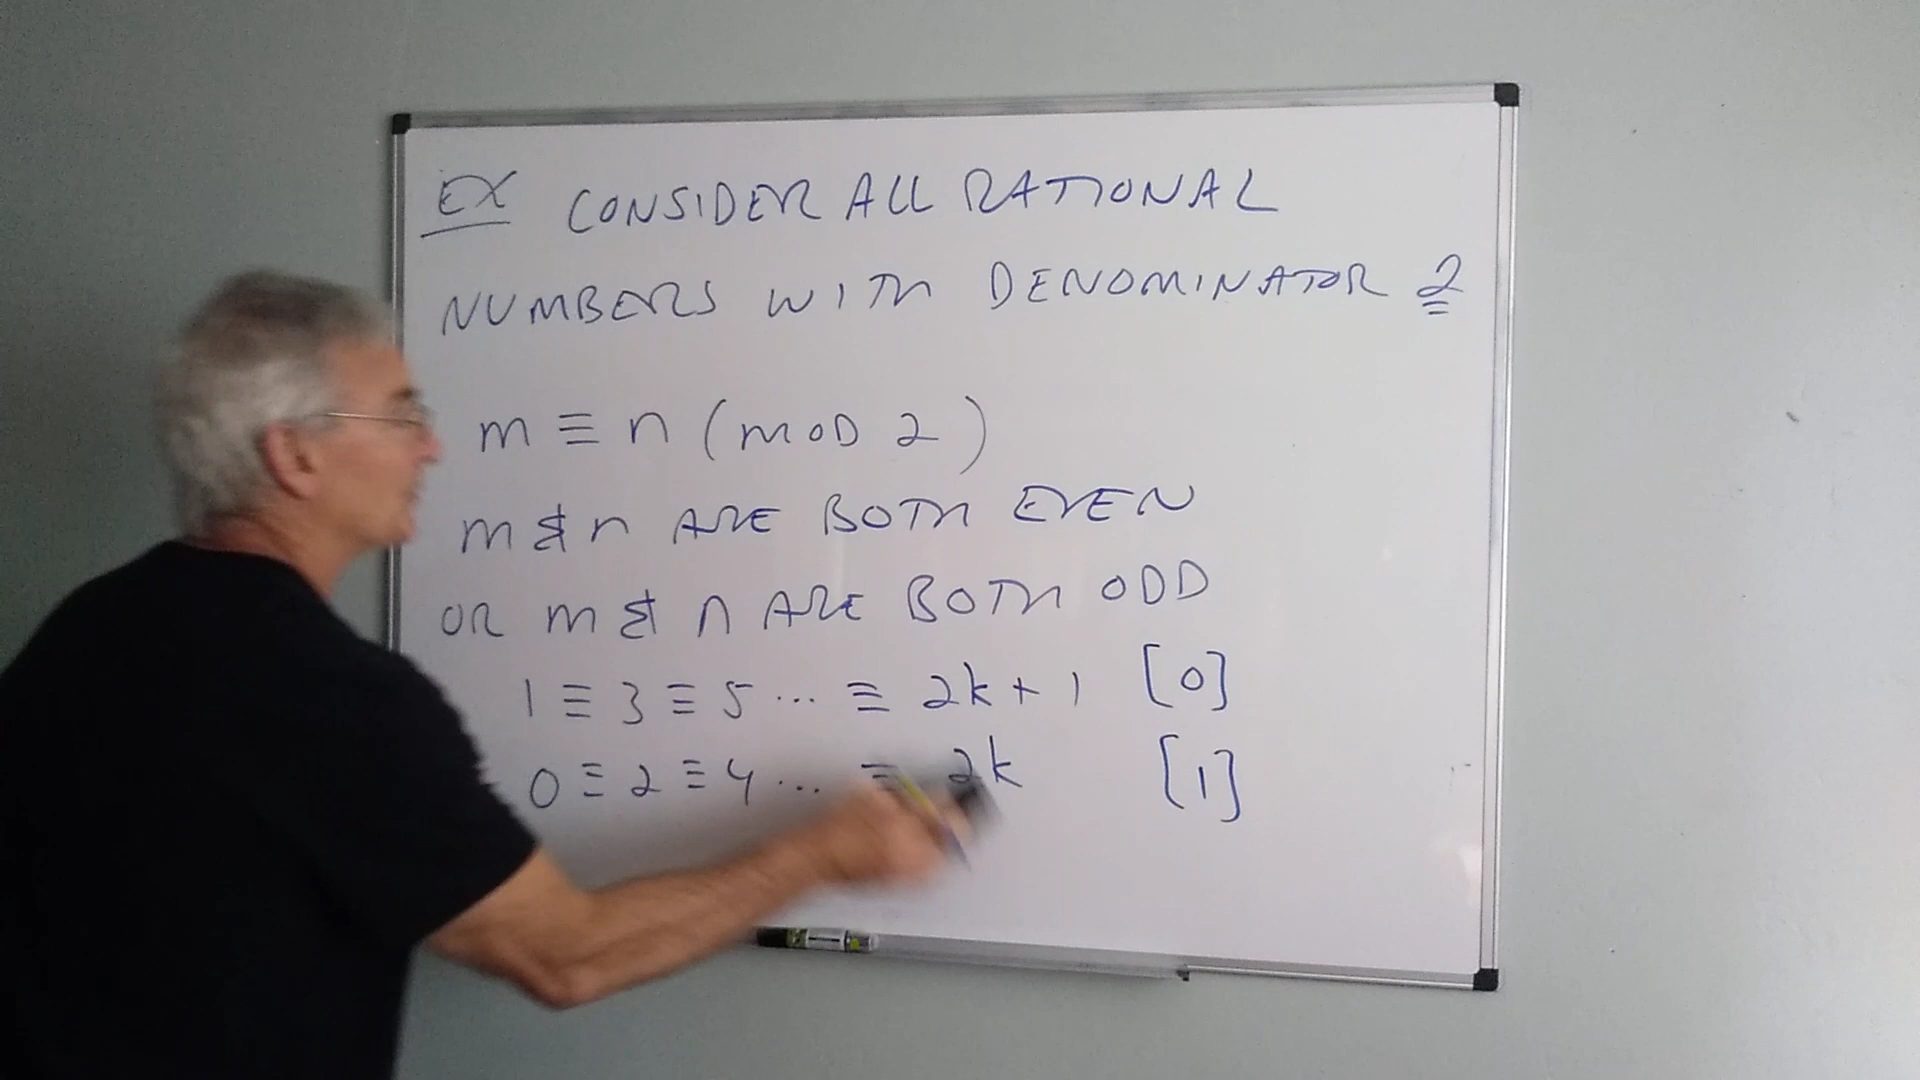 EX CONSIDER ALL RATIONAL
NUMBERS WITH DENOMINATOR 2
m ≡ n (MOD 2)
m & n ARE BOTH EVEN
OR m & n ARE BOTH ODD
1 ≡ 3 ≡ 5 ... ≡ 2k + 1 [0]
0 ≡ 2 ≡ 4 ... ≡ 2k [1]